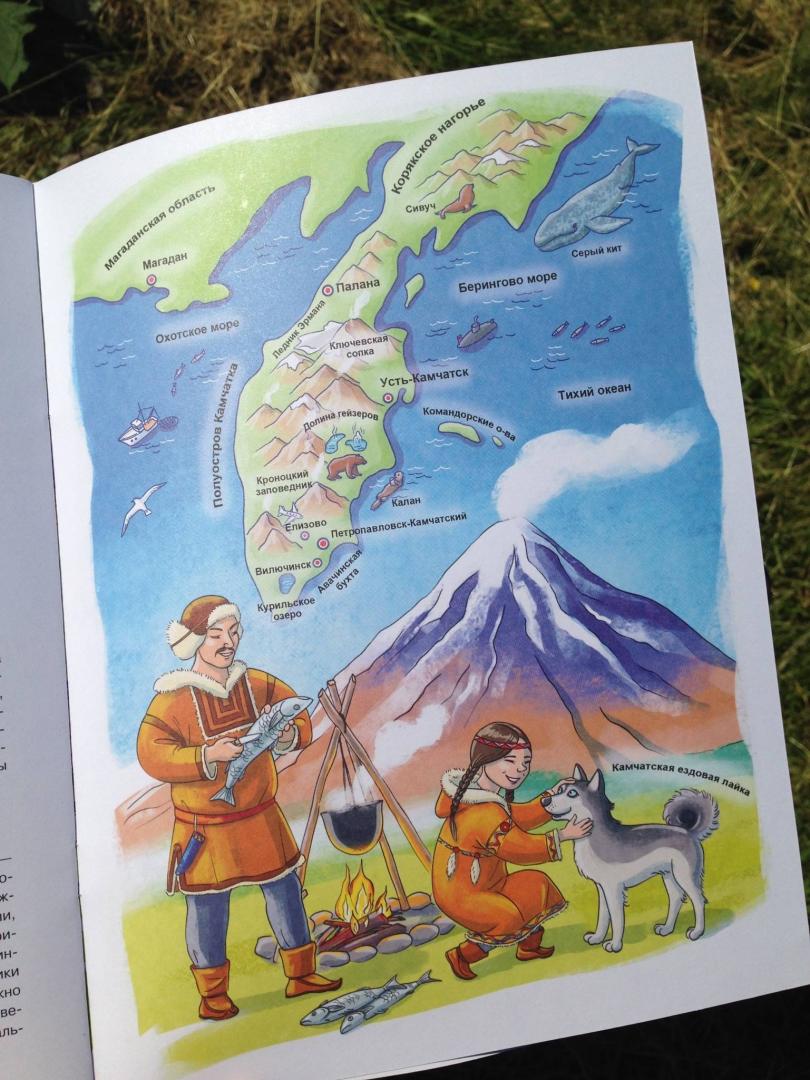 Корякское нагорье
Сивуч
Серый кит
Магаданская область
Магадан
Палана
Берингово море
Охотское море
Ледник Эрмана
Ключевская
сопка
Усть-Камчатск
Тихий океан
Полуостров Камчатка
Долина гейзеров
Командорские о-ва
Кроноцкий
заповедник
Калан
Елизово
Петропавловск-Камчатский
Вилючинск
Авачинская
бухта
Курильское
озеро
Камчатская ездовая лайка